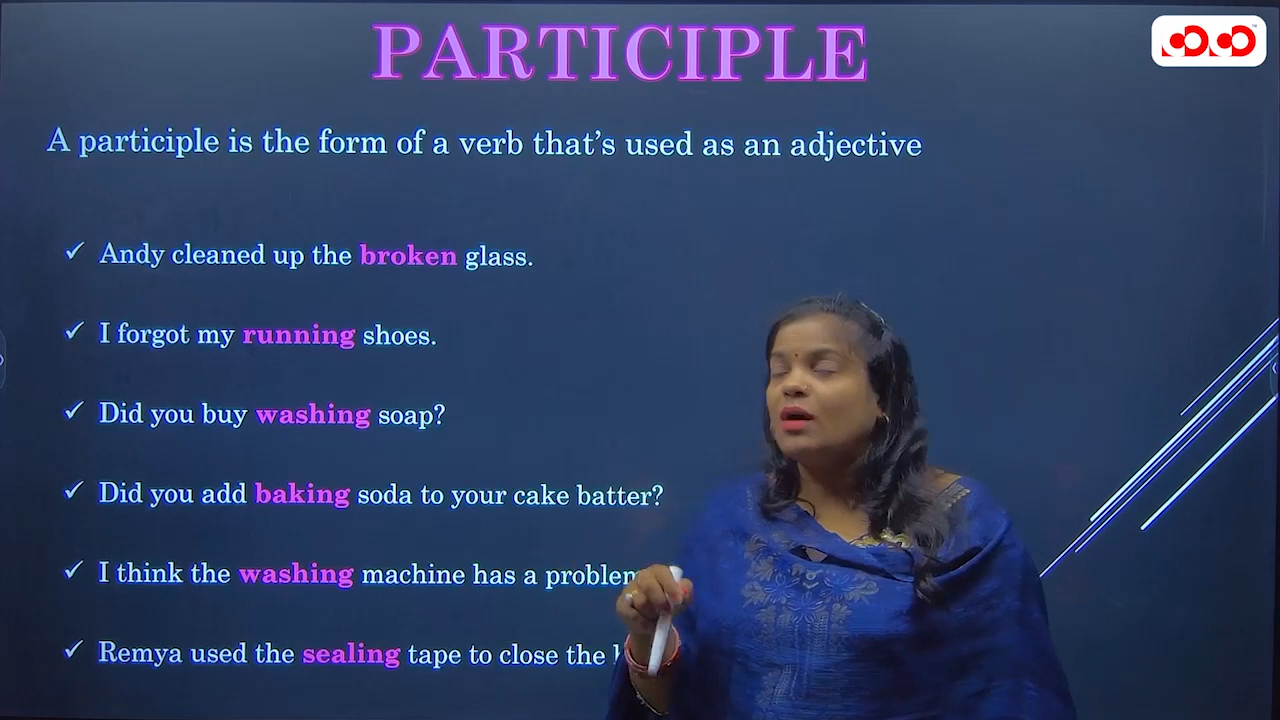 PARTICIPLE
A participle is the form of a verb that's used as an adjective
✓ Andy cleaned up the broken glass.
✓ I forgot my running shoes.
✓ Did you buy washing soap?
✓ Did you add baking soda to your cake batter?
✓ I think the washing machine has a problem
✓ Remya used the sealing tape to close the